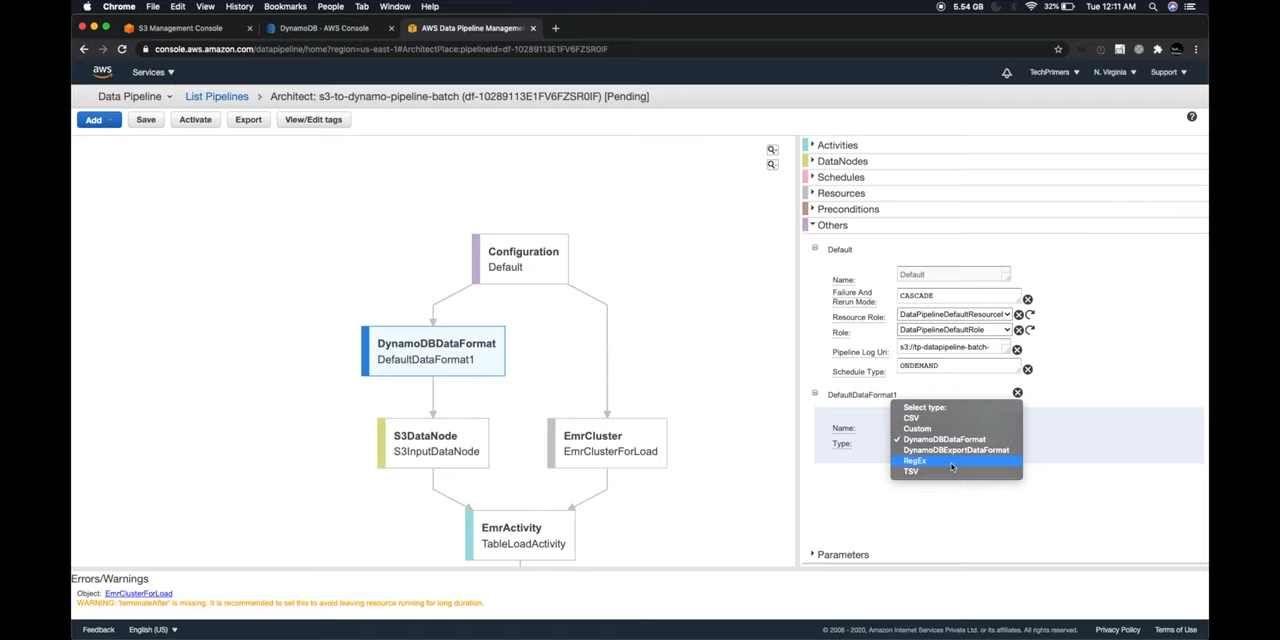 Chrome File Edit View History Bookmarks People Tab Window Help 5.54 GB 32% Tue 12:11 AM
S3 Management Console
DynamoDB - AWS Console
AWS Data Pipeline Manageme
console.aws.amazon.com/datapipeline/home?region=us-east-1#ArchitectPlace:pipelineId=df-10289113E1FV6FZSR0IF
aws Services TechPrimers N. Virginia Support
Data Pipeline List Pipelines > Architect: s3-to-dynamo-pipeline-batch (df-10289113E1FV6FZSR0IF) [Pending]
Add Save Activate Export View/Edit tags
Configuration
Default
DynamoDBDataFormat
DefaultDataFormat1
S3DataNode
S3InputDataNode
EmrCluster
EmrClusterForLoad
EmrActivity
TableLoadActivity
Activities
DataNodes
Schedules
Resources
Preconditions
Others
Default
Name: Default
Failure And Rerun Mode: CASCADE
Resource Role: DataPipelineDefaultResourceI
Role: DataPipelineDefaultRole
Pipeline Log Uri: s3://tp-datapipeline-batch-
Schedule Type: ONDEMAND
DefaultDataFormat1
Name:
Type:
Select type:
CSV
Custom
✓ DynamoDBDataFormat
DynamoDBExportDataFormat
RegEx
TSV
Parameters
Errors/Warnings
Object: EmrClusterForLoad
WARNING: 'terminateAfter' is missing. It is recommended to set this to avoid leaving resource running for long duration.
Feedback English (US) © 2008 - 2020, Amazon Internet Services Private Ltd. or its affiliates. All rights reserved. Privacy Policy Terms of Use